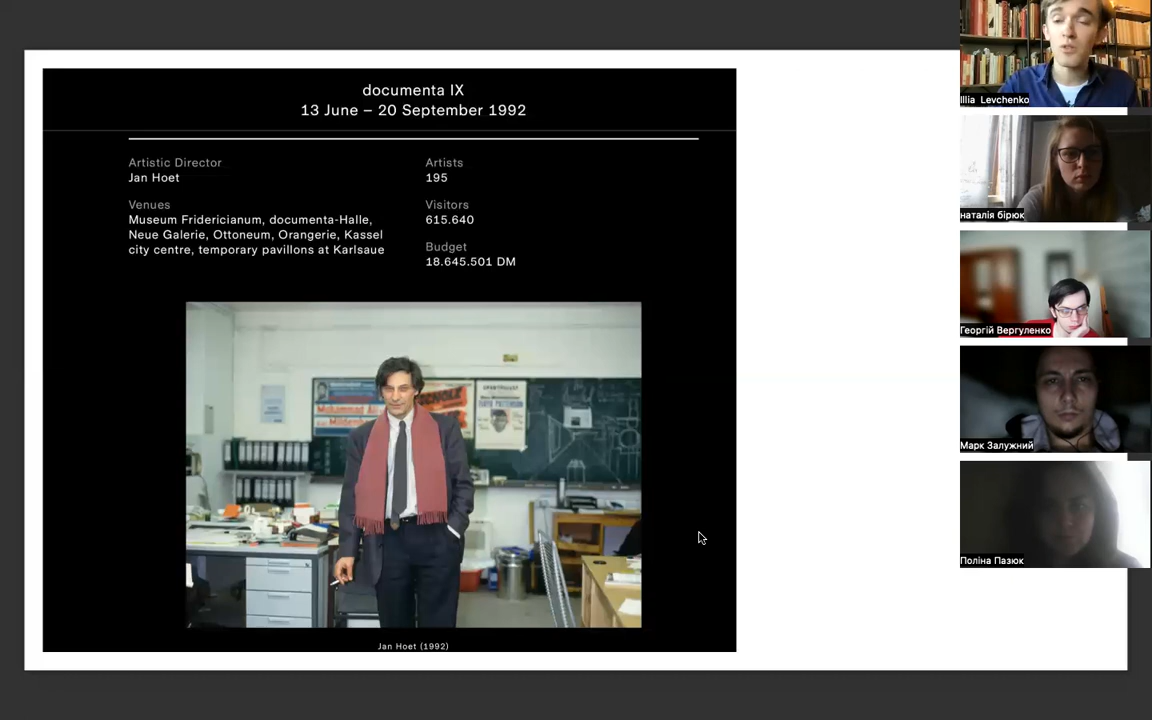 documenta IX
13 June – 20 September 1992
Artistic Director
Jan Hoet
Venues
Museum Fridericianum, documenta-Halle,
Neue Galerie, Ottoneum, Orangerie, Kassel
city centre, temporary pavillons at Karlsaue
Artists
195
Visitors
615.640
Budget
18.645.501 DM
Jan Hoet (1992)
Illia Levchenko
наталія бірюк
Георгій Вергуленко
Марк Залужний
Поліна Пазюк